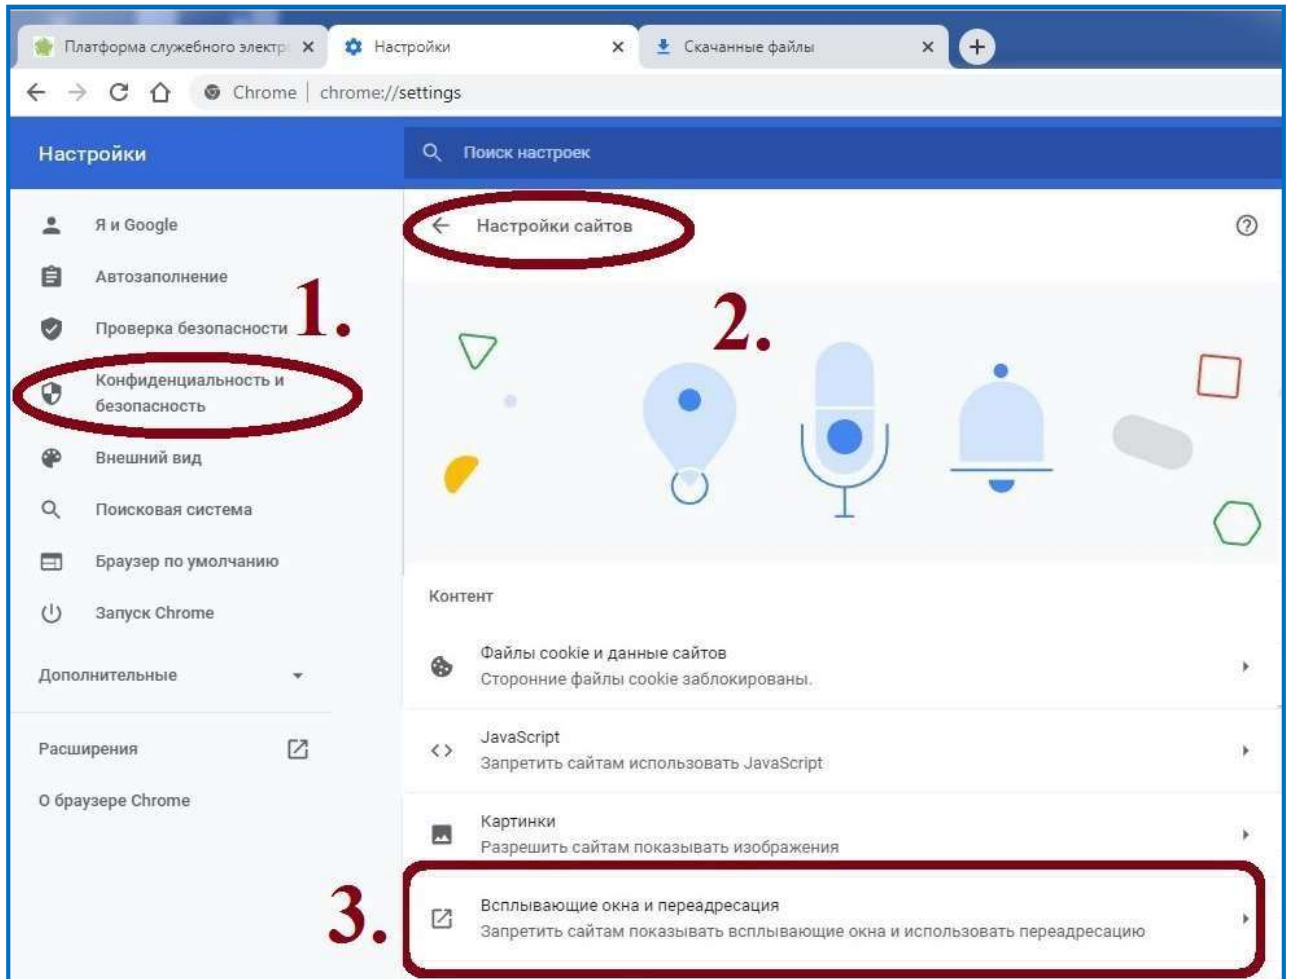 Платформа служебного электр
Настройки
Скачанные файлы
Chrome | chrome://settings
Настройки
Поиск настроек
Я и Google
Автозаполнение
Проверка безопасности
1.
Конфиденциальность и
безопасность
Внешний вид
Поисковая система
Браузер по умолчанию
Запуск Chrome
Дополнительные
Расширения
О браузере Chrome
Настройки сайтов
2.
Контент
Файлы cookie и данные сайтов
Сторонние файлы cookie заблокированы.
JavaScript
Запретить сайтам использовать JavaScript
Картинки
Разрешить сайтам показывать изображения
3.
Всплывающие окна и переадресация
Запретить сайтам показывать всплывающие окна и использовать переадресацию